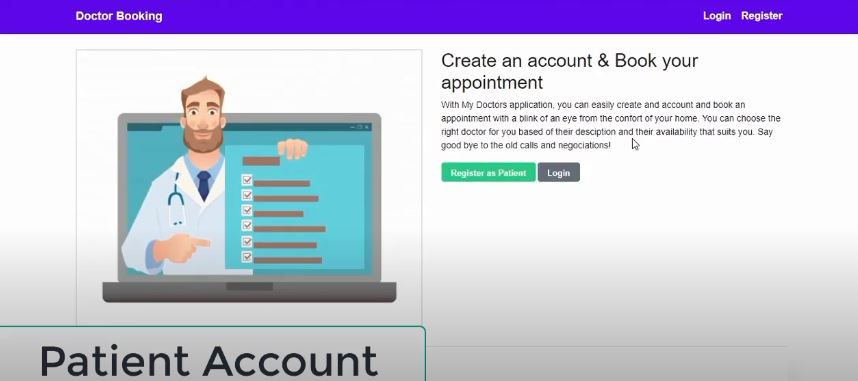 Doctor Booking
Login Register
Create an account & Book your
appointment
With My Doctors application, you can easily create and account and book an
appointment with a blink of an eye from the confort of your home. You can choose the
right doctor for you based of their desciption and their availability that suits you. Say
good bye to the old calls and negociations!
Register as Patient Login
Patient Account